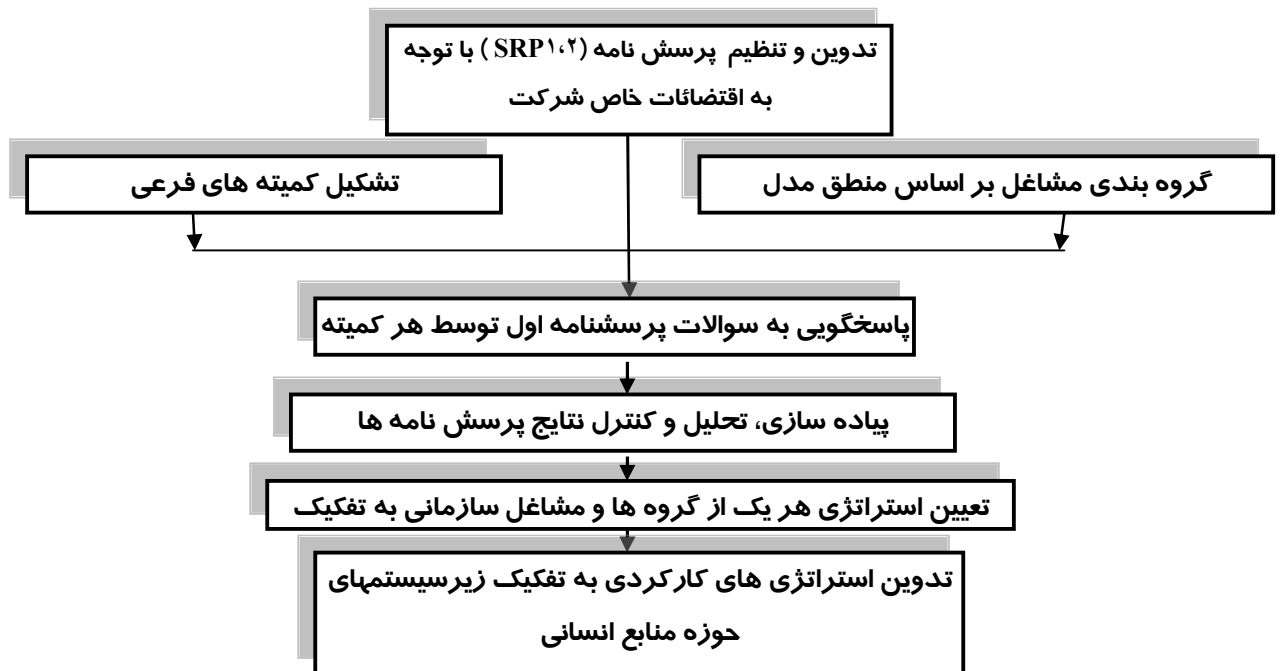 تدوین و تنظیم پرسش نامه (SRP۱،۲) با توجه
به اقتضائات خاص شرکت
گروه بندی مشاغل بر اساس منطق مدل
تشکیل کمیته های فرعی
پاسخگویی به سوالات پرسشنامه اول توسط هر کمیته
پیاده سازی، تحلیل و کنترل نتایج پرسش نامه ها
تعیین استراتژی هر یک از گروه ها و مشاغل سازمانی به تفکیک
تدوین استراتژی های کارکردی به تفکیک زیرسیستمهای
حوزه منابع انسانی